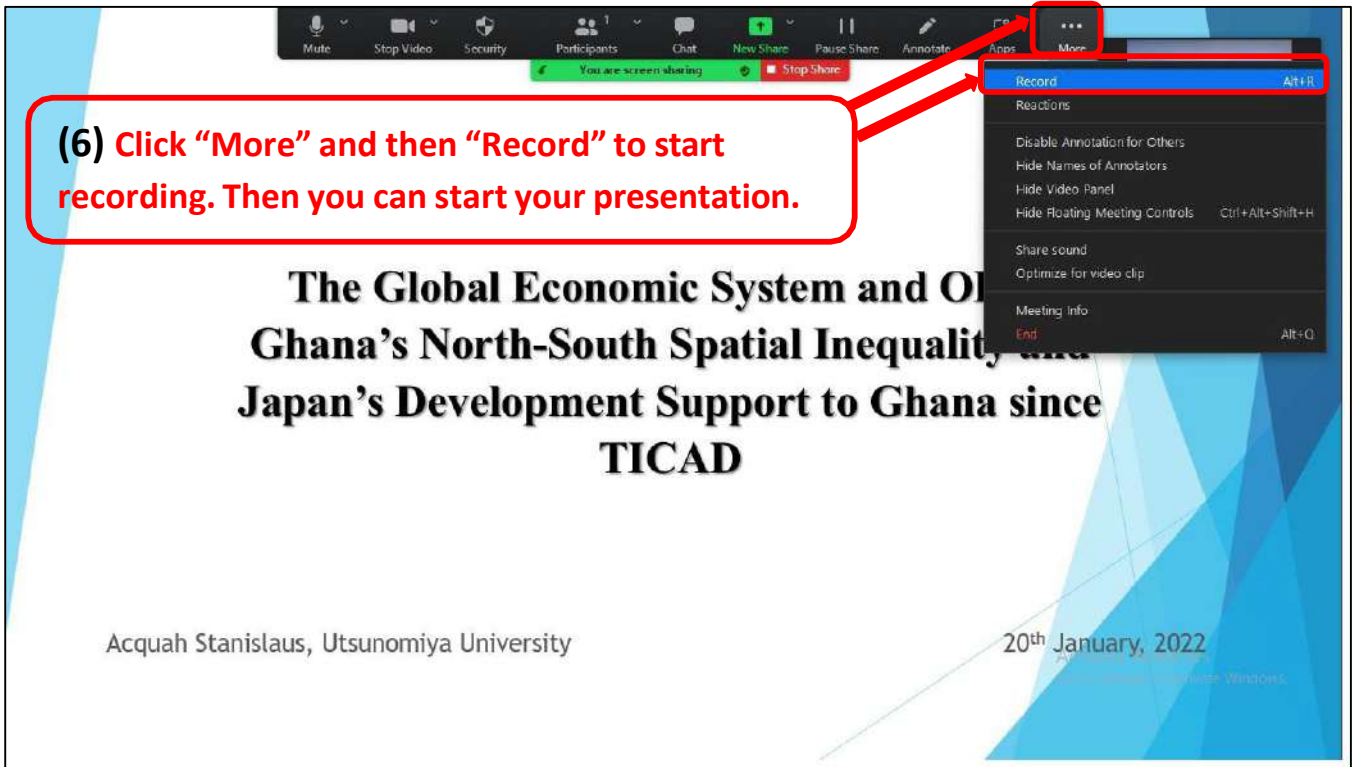 Mute Stop Video Security Participants 1 Chat New Share Pause Share Annotate Apps More
You are screen sharing Stop Share
Record Alt+R
Reactions
Disable Annotation for Others
Hide Names of Annotators
Hide Video Panel
Hide Floating Meeting Controls Ctrl+Alt+Shift+H
Share sound
Optimize for video clip
Meeting Info
End Alt+Q
(6) Click “More” and then “Record” to start
recording. Then you can start your presentation.
The Global Economic System and
Ghana’s North-South Spatial Inequality and
Japan’s Development Support to Ghana since
TICAD
Acquah Stanislaus, Utsunomiya University
20th January, 2022
Windows.